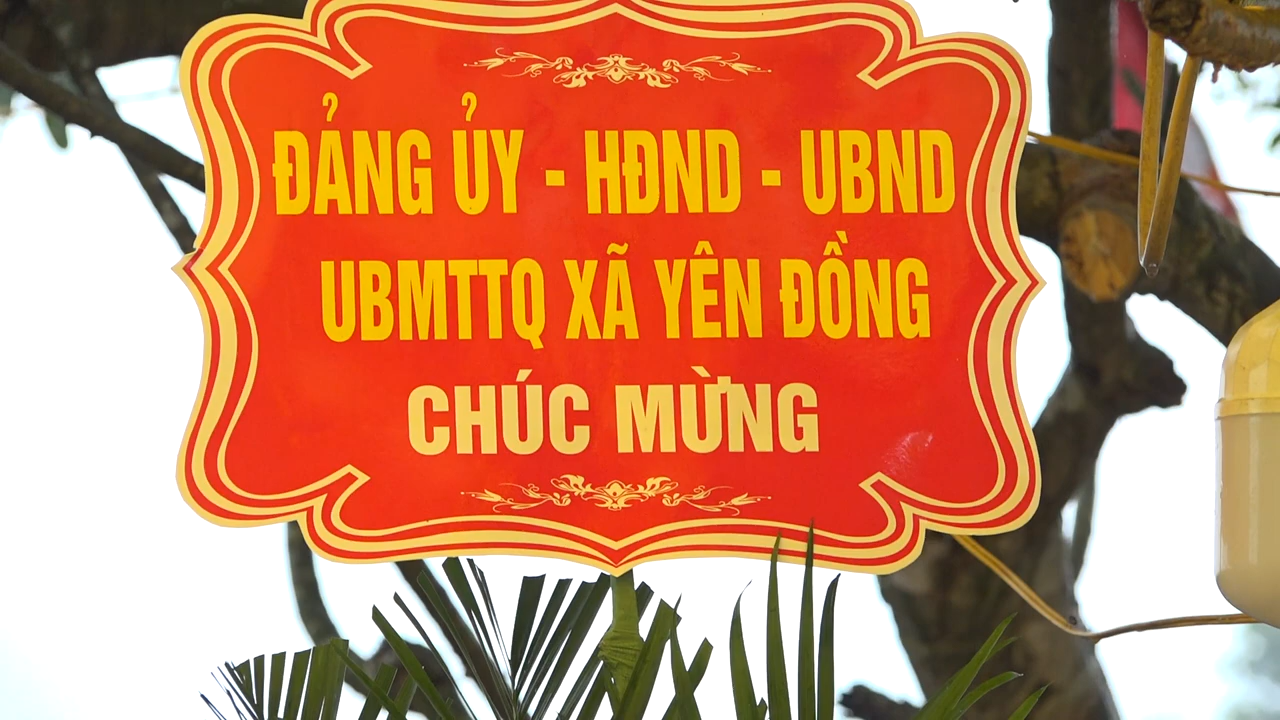 ĐẢNG ỦY - HĐND - UBND
UBMTTQ XÃ YÊN ĐỒNG
CHÚC MỪNG